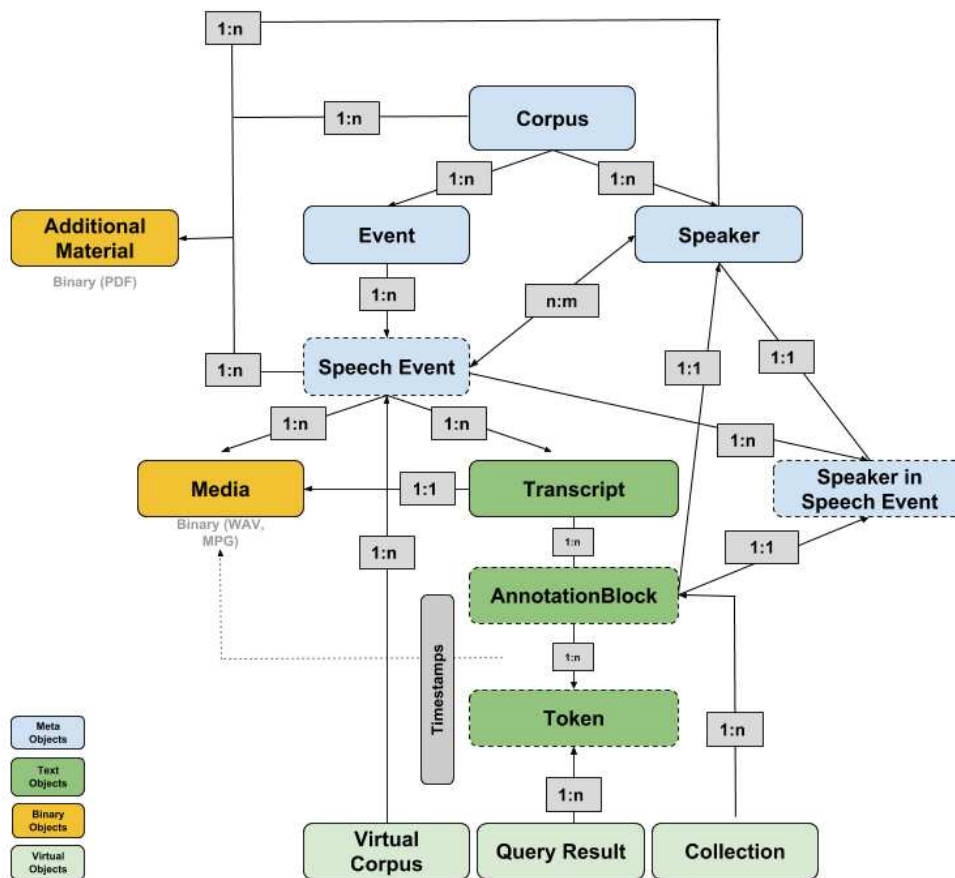 1:n
Corpus
1:n
1:n
1:n
Additional
Material
Binary (PDF)
Event
Speaker
1:n
n:m
Speech Event
1:n
1:1
1:1
1:n
1:n
1:n
Media
Binary (WAV,
MPG)
1:1
Transcript
Speaker in
Speech Event
1:n
1:n
1:1
AnnotationBlock
Timestamps
1:n
Token
1:n
1:n
Meta
Objects
Text
Objects
Binary
Objects
Virtual
Objects
Virtual
Corpus
Query Result
Collection